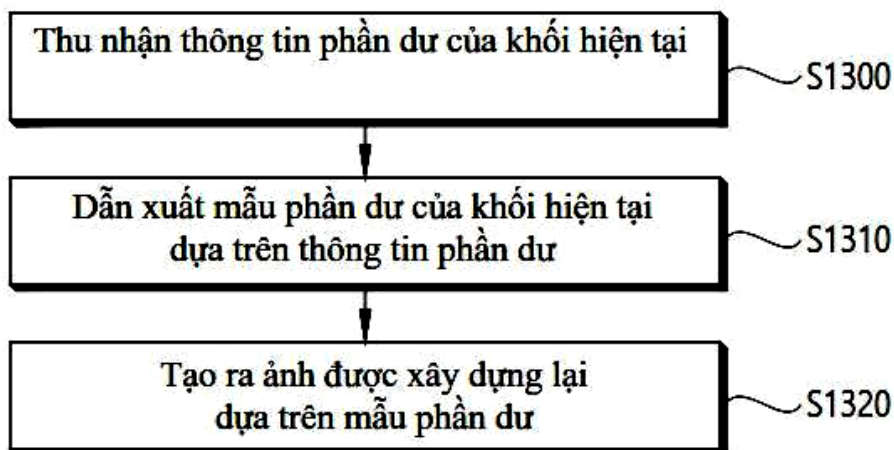 Thu nhận thông tin phần dư của khối hiện tại
S1300
Dẫn xuất mẫu phần dư của khối hiện tại
dựa trên thông tin phần dư
S1310
Tạo ra ảnh được xây dựng lại
dựa trên mẫu phần dư
S1320